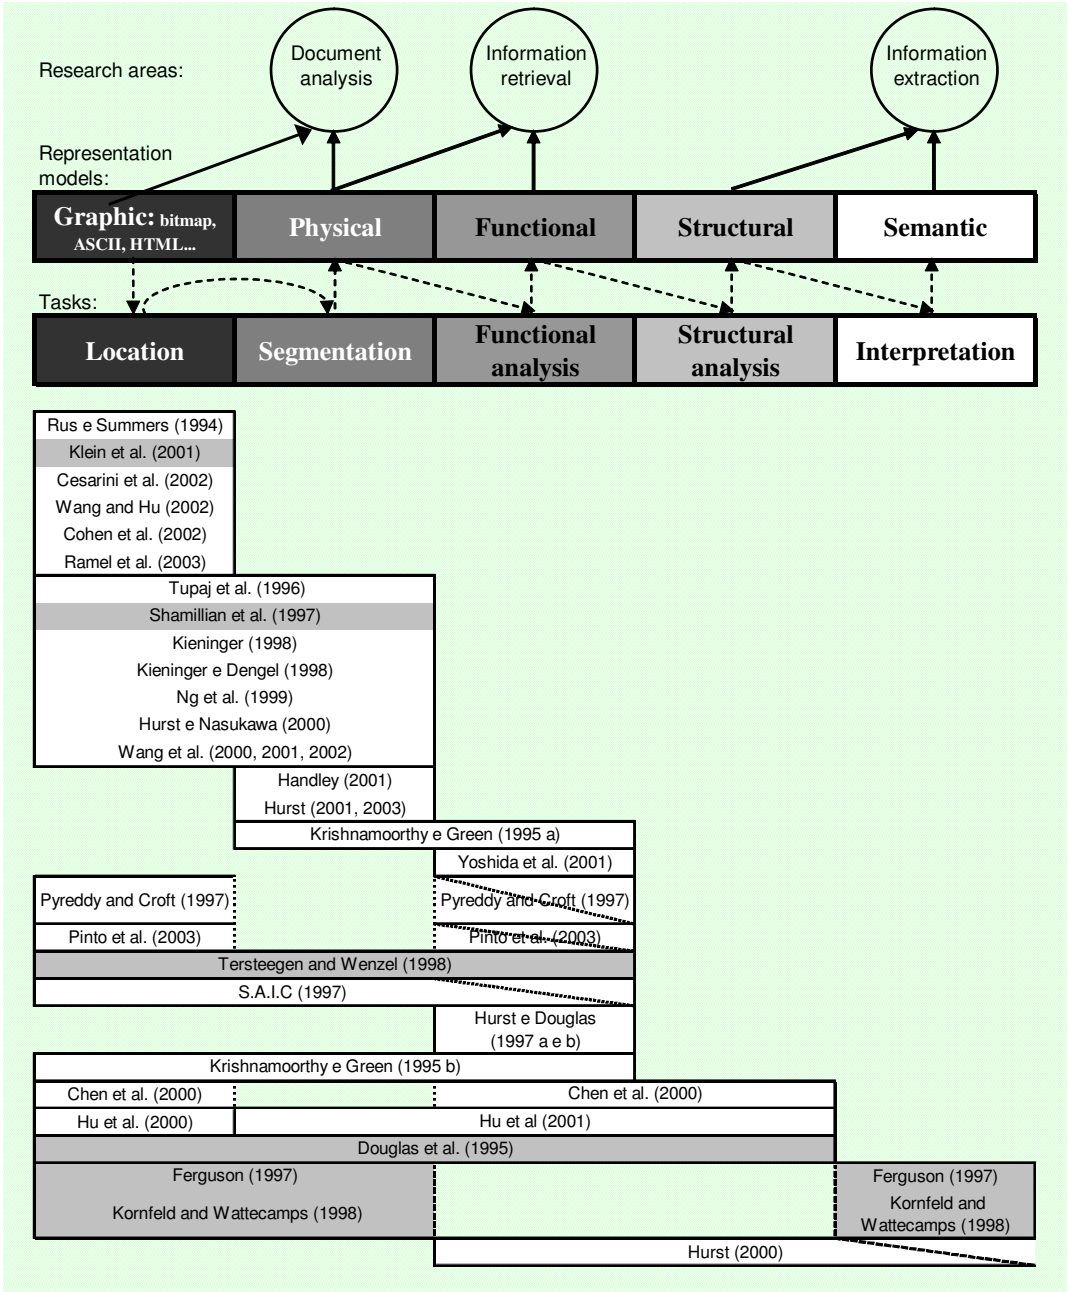 Research areas:
Document
analysis
Information
retrieval
Information
extraction
Representation
models:
Graphic: bitmap,
ASCII, HTML...
Physical
Functional
Structural
Semantic
Tasks:
Location
Segmentation
Functional
analysis
Structural
analysis
Interpretation
Rus e Summers (1994)
Klein et al. (2001)
Cesarini et al. (2002)
Wang and Hu (2002)
Cohen et al. (2002)
Ramel et al. (2003)
Tupaj et al. (1996)
Shamillian et al. (1997)
Kieninger (1998)
Kieninger e Dengel (1998)
Ng et al. (1999)
Hurst e Nasukawa (2000)
Wang et al. (2000, 2001, 2002)
Handley (2001)
Hurst (2001, 2003)
Krishnamoorthy e Green (1995 a)
Yoshida et al. (2001)
Pyreddy and Croft (1997)
Pyreddy and Croft (1997)
Pinto et al. (2003)
Pinto et al. (2003)
Tersteegen and Wenzel (1998)
S.A.I.C (1997)
Hurst e Douglas
(1997 a e b)
Krishnamoorthy e Green (1995 b)
Chen et al. (2000)
Chen et al. (2000)
Hu et al. (2000)
Hu et al (2001)
Douglas et al. (1995)
Ferguson (1997)
Ferguson (1997)
Kornfeld and Wattecamps (1998)
Kornfeld and
Wattecamps (1998)
Hurst (2000)